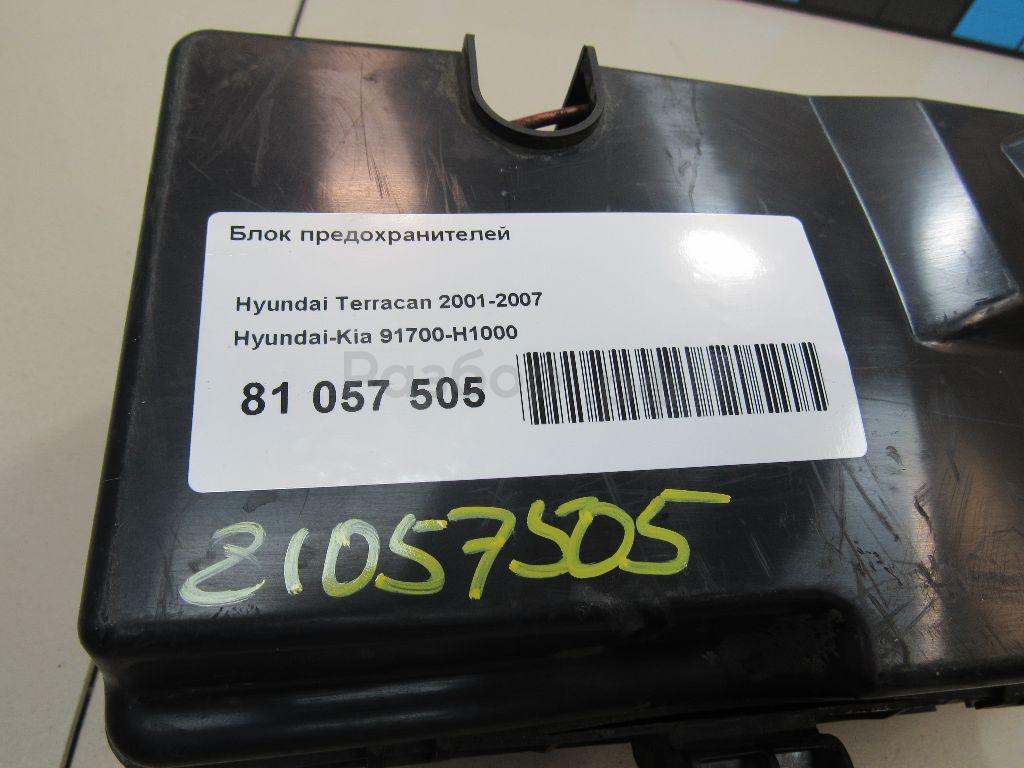 Блок предохранителей
Hyundai Terracan 2001-2007
Hyundai-Kia 91700-H1000
81 057 505
81057505